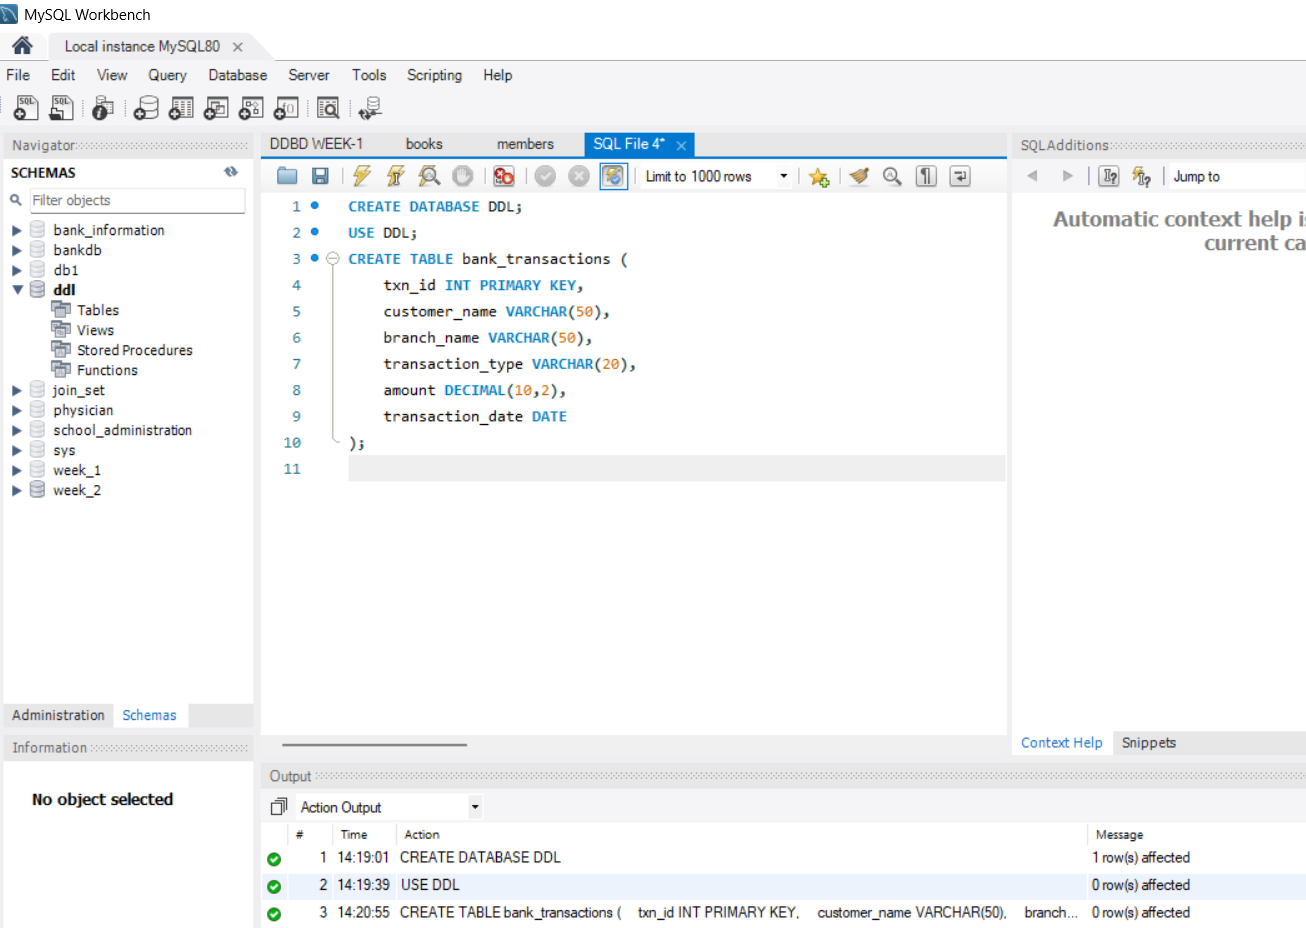 MySQL Workbench
Local instance MySQL80
File Edit View Query Database Server Tools Scripting Help
Navigator
SCHEMAS
Filter objects
bank_information
bankdb
db1
ddl
Tables
Views
Stored Procedures
Functions
join_set
physician
school_administration
sys
week_1
week_2
Administration Schemas
Information
No object selected
DDBD WEEK-1 books members SQL File 4*
Limit to 1000 rows
1 CREATE DATABASE DDL;
2 USE DDL;
3 CREATE TABLE bank_transactions (
4 txn_id INT PRIMARY KEY,
5 customer_name VARCHAR(50),
6 branch_name VARCHAR(50),
7 transaction_type VARCHAR(20),
8 amount DECIMAL(10,2),
9 transaction_date DATE
10 );
11
SQLAdditions
Jump to
Automatic context help i
current ca
Context Help Snippets
Output
Action Output
# Time Action Message
1 14:19:01 CREATE DATABASE DDL 1 row(s) affected
2 14:19:39 USE DDL 0 row(s) affected
3 14:20:55 CREATE TABLE bank_transactions ( txn_id INT PRIMARY KEY, customer_name VARCHAR(50), branch... 0 row(s) affected